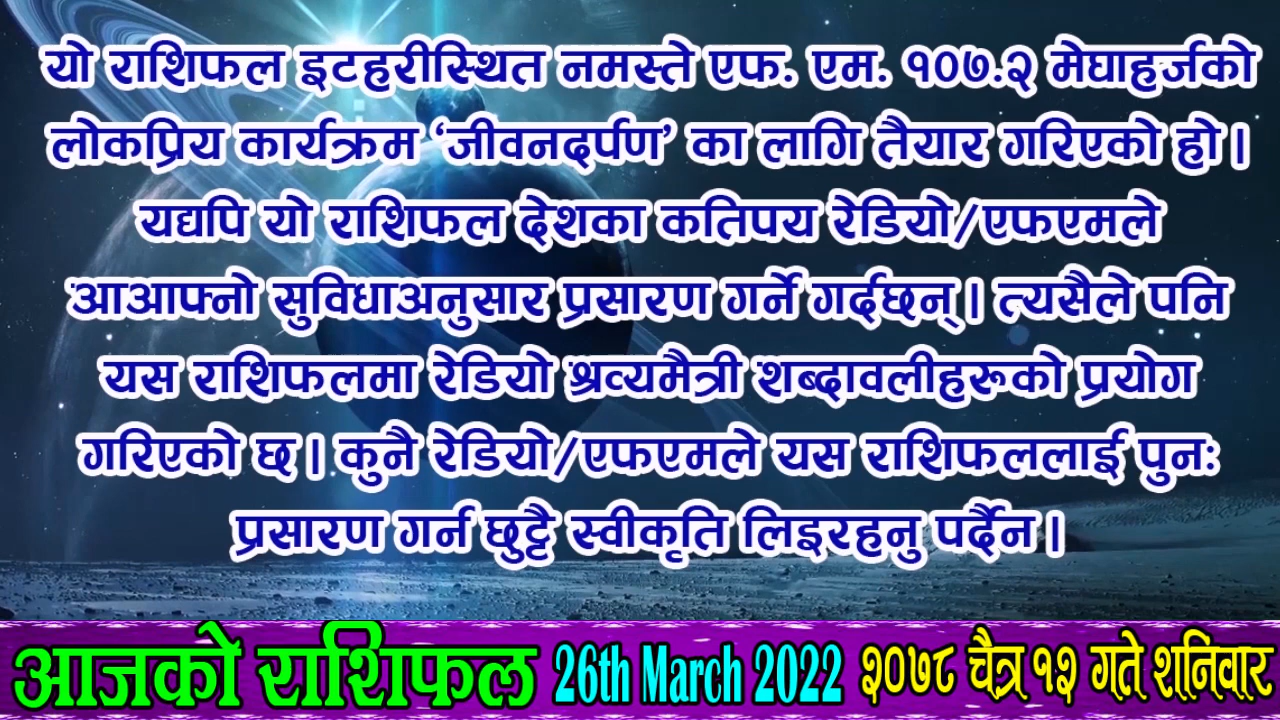 यो राशिफल इटहरीस्थित नमस्ते एफ. एम. १०७.२ मेघाहर्जको
लोकप्रिय कार्यक्रम ‘जीवनदर्पण’ का लागि तैयार गरिएको हो ।
यद्यपि यो राशिफल देशका कतिपय रेडियो/एफएमले
आआफ्नो सुविधाअनुसार प्रसारण गर्ने गर्दछन् । त्यसैले पनि
यस राशिफलमा रेडियो श्रव्यमैत्री शब्दावलीहरूको प्रयोग
गरिएको छ । कुनै रेडियो/एफएमले यस राशिफललाई पुनः
प्रसारण गर्न छुट्टै स्वीकृति लिइरहनु पर्दैन ।
आजको राशिफल 26th March 2022 २०७८ चैत्र १२ गते शनिवार